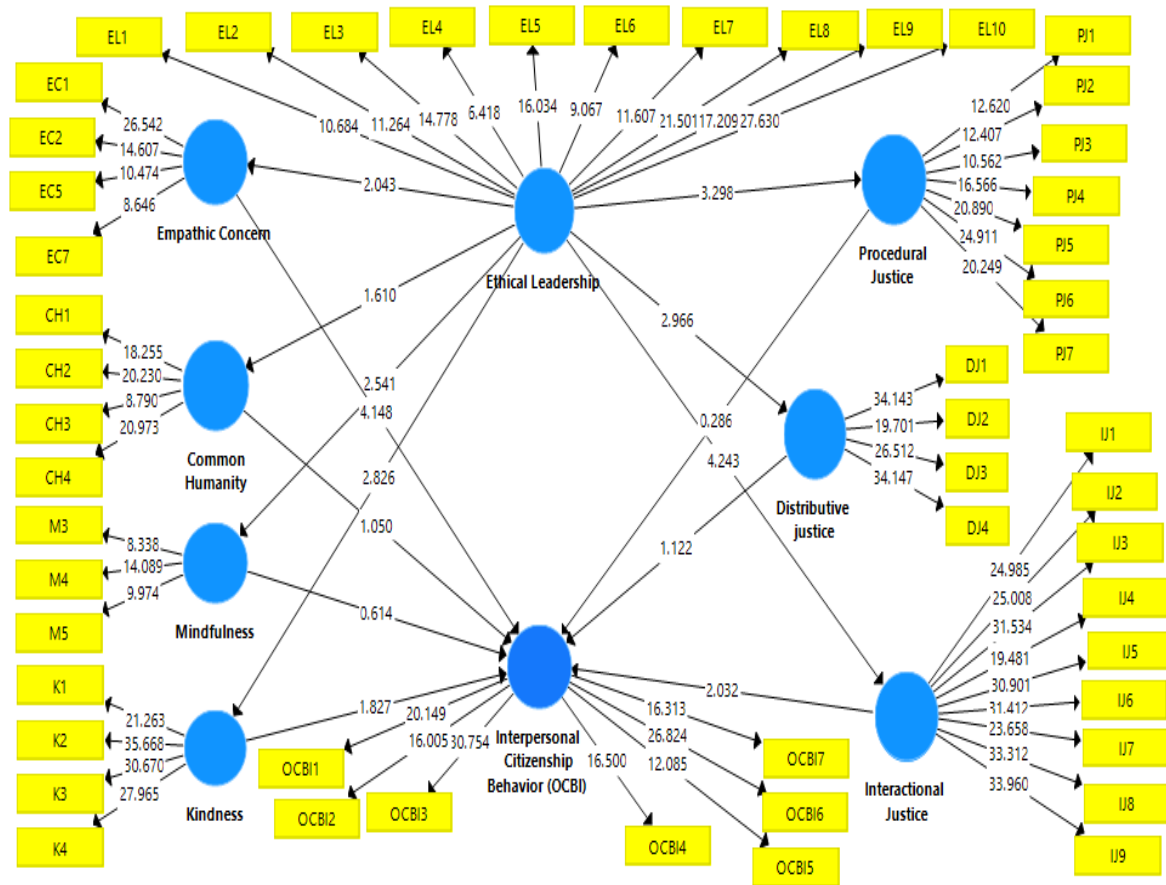 EL1
EL2
EL3
EL4
EL5
EL6
EL7
EL8
EL9
EL10
10.684
11.264
14.778
6.418
16.034
9.067
11.607
21.501
17.209
27.630
EC1
EC2
EC5
EC7
26.542
14.607
10.474
8.646
Empathic Concern
2.043
Ethical Leadership
3.298
PJ1
PJ2
PJ3
PJ4
PJ5
PJ6
PJ7
12.620
12.407
10.562
16.566
20.890
24.911
20.249
Procedural
Justice
1.610
2.966
CH1
CH2
CH3
CH4
18.255
20.230
8.790
20.973
Common
Humanity
2.541
4.148
2.826
0.286
4.243
DJ1
DJ2
DJ3
DJ4
34.143
19.701
26.512
34.147
Distributive
justice
M3
M4
M5
8.338
14.089
9.974
Mindfulness
1.050
1.122
0.614
K1
K2
K3
K4
21.263
35.668
30.670
27.965
Kindness
1.827
2.032
Interpersonal
Citizenship
Behavior (OCBI)
20.149
16.005
30.754
16.500
16.313
26.824
12.085
OCBI1
OCBI2
OCBI3
OCBI4
OCBI5
OCBI6
OCBI7
IJ1
IJ2
IJ3
IJ4
IJ5
IJ6
IJ7
IJ8
IJ9
24.985
25.008
31.534
19.481
30.901
31.412
23.658
33.312
33.960
Interactional
Justice